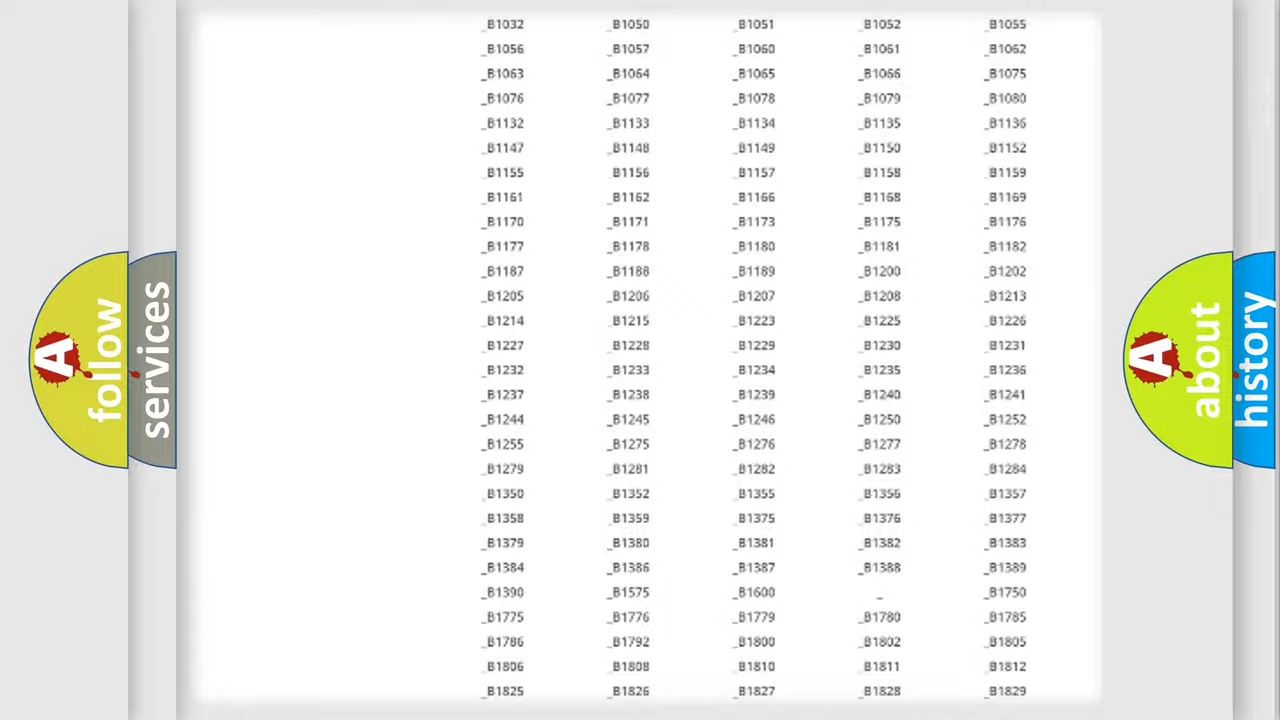 _B1032 _B1050 _B1051 _B1052 _B1055
_B1056 _B1057 _B1060 _B1061 _B1062
_B1063 _B1064 _B1065 _B1066 _B1075
_B1076 _B1077 _B1078 _B1079 _B1080
_B1132 _B1133 _B1134 _B1135 _B1136
_B1147 _B1148 _B1149 _B1150 _B1152
_B1155 _B1156 _B1157 _B1158 _B1159
_B1161 _B1162 _B1166 _B1168 _B1169
_B1170 _B1171 _B1173 _B1175 _B1176
_B1177 _B1178 _B1180 _B1181 _B1182
_B1187 _B1188 _B1189 _B1200 _B1202
_B1205 _B1206 _B1207 _B1208 _B1213
_B1214 _B1215 _B1223 _B1225 _B1226
_B1227 _B1228 _B1229 _B1230 _B1231
_B1232 _B1233 _B1234 _B1235 _B1236
_B1237 _B1238 _B1239 _B1240 _B1241
_B1244 _B1245 _B1246 _B1250 _B1252
_B1255 _B1275 _B1276 _B1277 _B1278
_B1279 _B1281 _B1282 _B1283 _B1284
_B1350 _B1352 _B1355 _B1356 _B1357
_B1358 _B1359 _B1375 _B1376 _B1377
_B1379 _B1380 _B1381 _B1382 _B1383
_B1384 _B1386 _B1387 _B1388 _B1389
_B1390 _B1575 _B1600 _ _B1750
_B1775 _B1776 _B1779 _B1780 _B1785
_B1786 _B1792 _B1800 _B1802 _B1805
_B1806 _B1808 _B1810 _B1811 _B1812
_B1825 _B1826 _B1827 _B1828 _B1829
A follow
services
A about
history